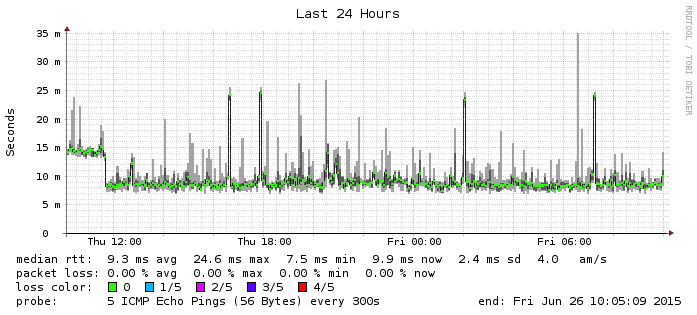 Last 24 Hours
RRDTOOL / TOBI OETIKER
Seconds
35 m
30 m
25 m
20 m
15 m
10 m
5 m
0
Thu 12:00 Thu 18:00 Fri 00:00 Fri 06:00
median rtt: 9.3 ms avg 24.6 ms max 7.5 ms min 9.9 ms now 2.4 ms sd 4.0 am/s
packet loss: 0.00 % avg 0.00 % max 0.00 % min 0.00 % now
loss color: 0 1/5 2/5 3/5 4/5
probe: 5 ICMP Echo Pings (56 Bytes) every 300s end: Fri Jun 26 10:05:09 2015